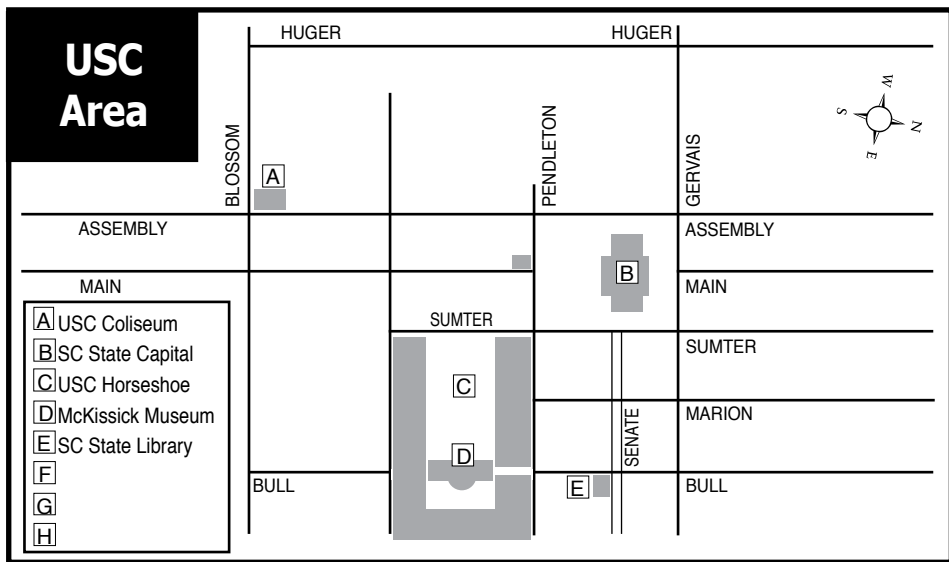 USC
Area
HUGER
HUGER
W
N
S
E
BLOSSOM
PENDLETON
GERVAIS
A
ASSEMBLY
ASSEMBLY
B
MAIN
MAIN
SUMTER
SUMTER
C
MARION
SENATE
D
BULL
E
BULL
A USC Coliseum
B SC State Capital
C USC Horseshoe
D McKissick Museum
E SC State Library
F
G
H